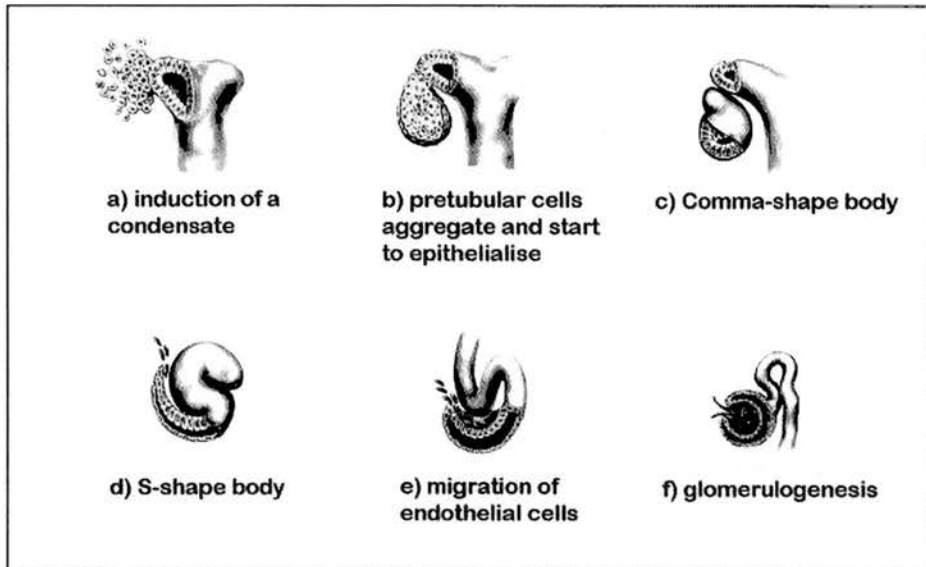 a) induction of a
condensate
b) pretubular cells
aggregate and start
to epithelialise
c) Comma-shape body
d) S-shape body
e) migration of
endothelial cells
f) glomerulogenesis